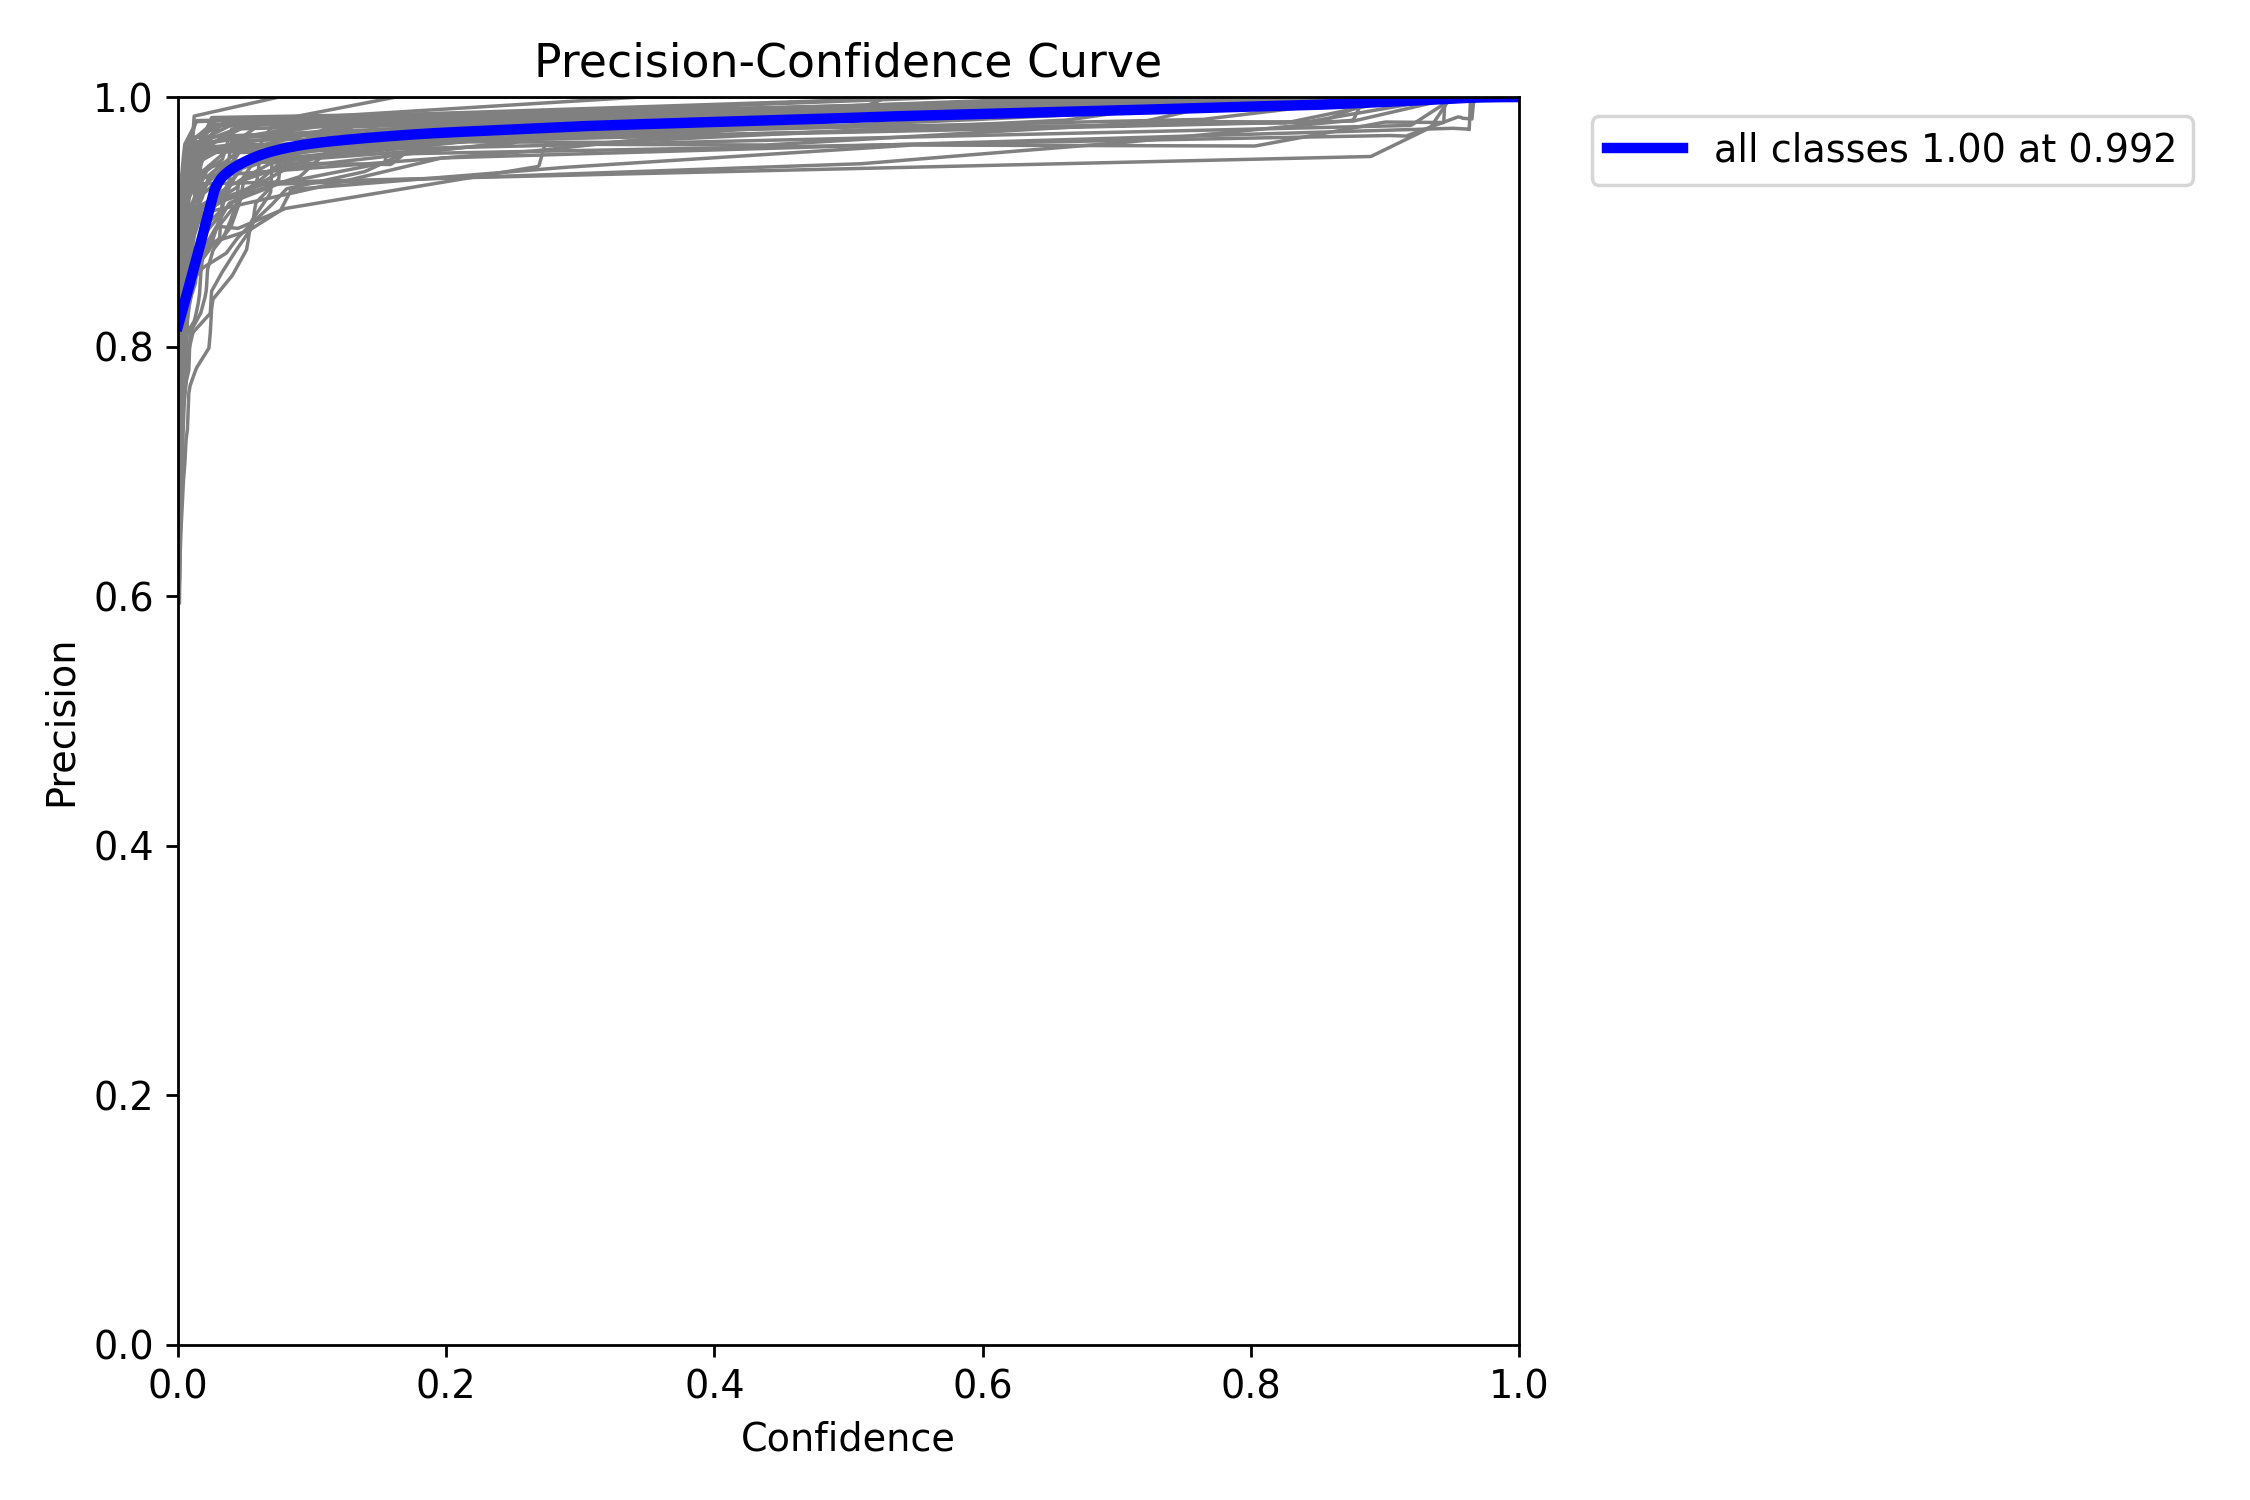 Precision-Confidence Curve
all classes 1.00 at 0.992
Precision
1.0
0.8
0.6
0.4
0.2
0.0
0.0 0.2 0.4 0.6 0.8 1.0
Confidence